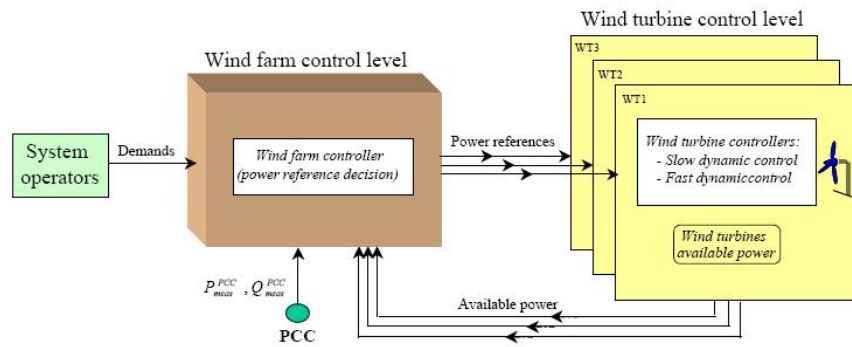 Wind turbine control level
Wind farm control level
WT3
WT2
WT1
System
operators
Demands
Wind farm controller
(power reference decision)
Power references
Wind turbine controllers:
- Slow dynamic control
- Fast dynamiccontrol
Wind turbines
available power
P meas PCC , Q meas PCC
PCC
Available power